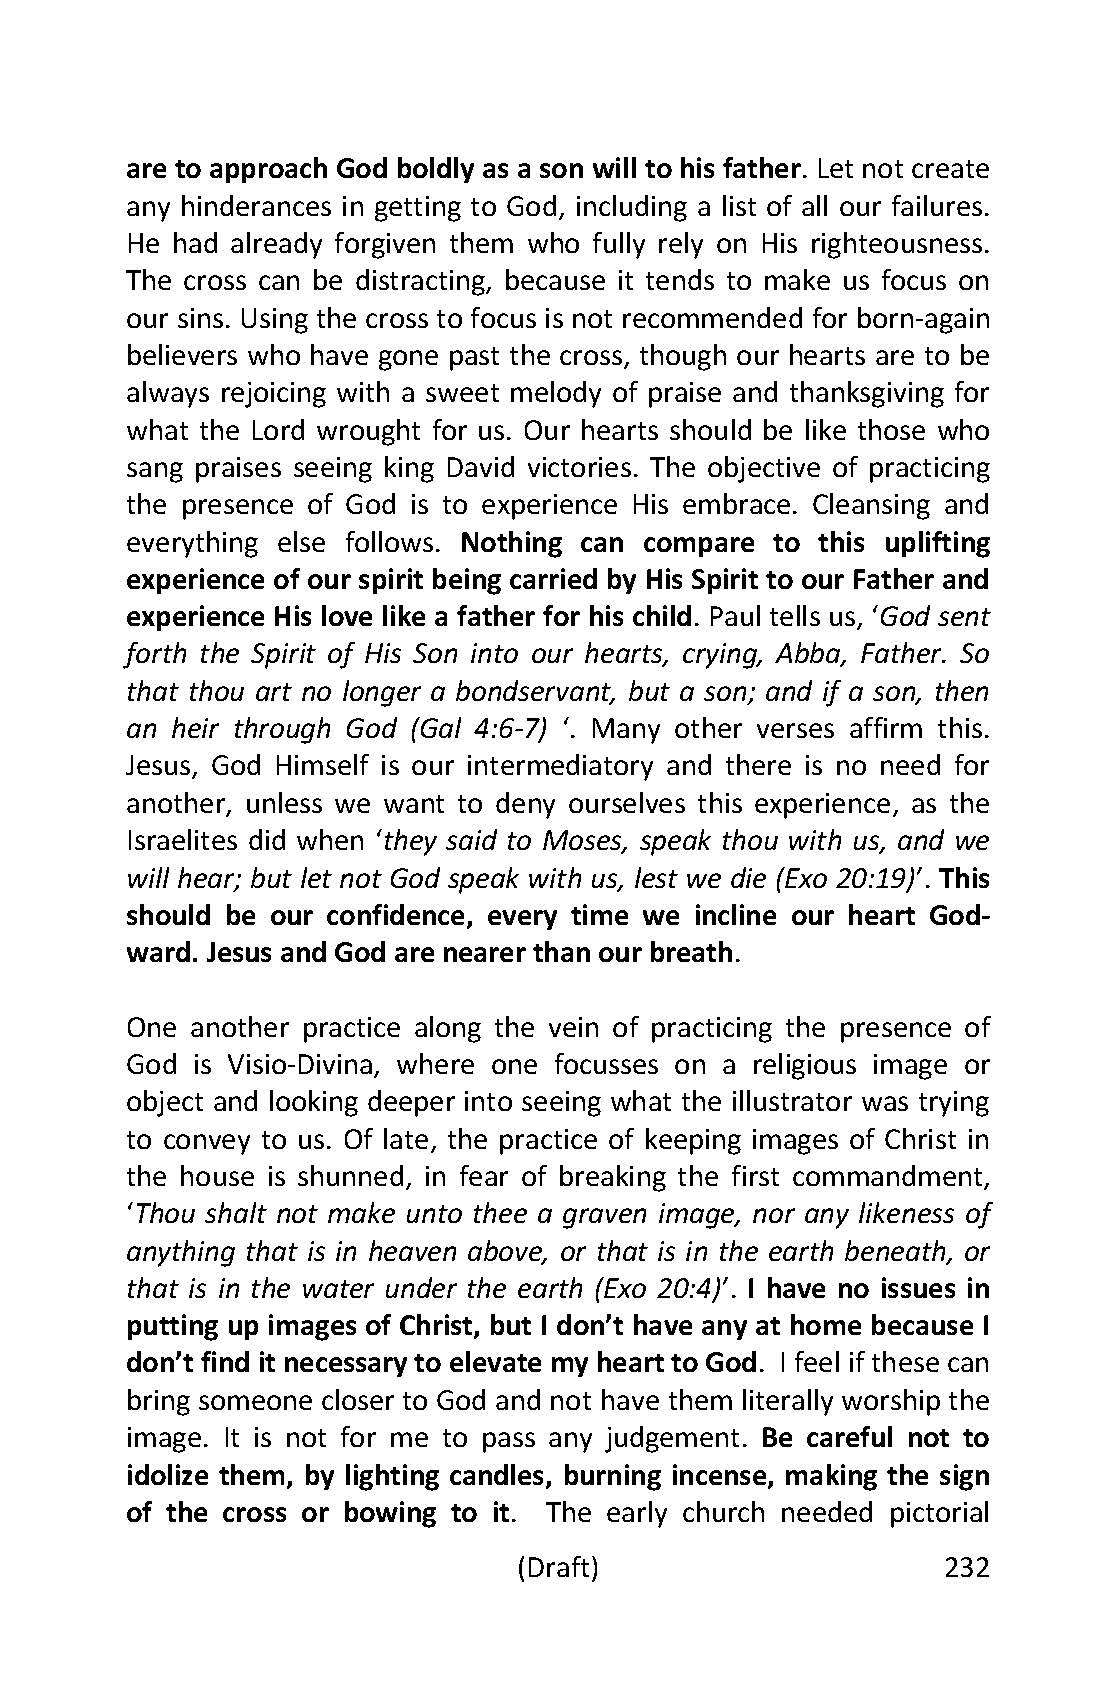 are to approach God boldly as a son will to his father. Let not create
any hinderances in getting to God, including a list of all our failures.
He had already forgiven them who fully rely on His righteousness.
The cross can be distracting, because it tends to make us focus on
our sins. Using the cross to focus is not recommended for born-again
believers who have gone past the cross, though our hearts are to be
always rejoicing with a sweet melody of praise and thanksgiving for
what the Lord wrought for us. Our hearts should be like those who
sang praises seeing king David victories. The objective of practicing
the presence of God is to experience His embrace. Cleansing and
everything else follows. Nothing can compare to this uplifting
experience of our spirit being carried by His Spirit to our Father and
experience His love like a father for his child. Paul tells us, ‘God sent
forth the Spirit of His Son into our hearts, crying, Abba, Father. So
that thou art no longer a bondservant, but a son; and if a son, then
an heir through God (Gal 4:6-7) ‘. Many other verses affirm this.
Jesus, God Himself is our intermediatory and there is no need for
another, unless we want to deny ourselves this experience, as the
Israelites did when ‘they said to Moses, speak thou with us, and we
will hear; but let not God speak with us, lest we die (Exo 20:19)’. This
should be our confidence, every time we incline our heart God-
ward. Jesus and God are nearer than our breath.
One another practice along the vein of practicing the presence of
God is Visio-Divina, where one focusses on a religious image or
object and looking deeper into seeing what the illustrator was trying
to convey to us. Of late, the practice of keeping images of Christ in
the house is shunned, in fear of breaking the first commandment,
‘Thou shalt not make unto thee a graven image, nor any likeness of
anything that is in heaven above, or that is in the earth beneath, or
that is in the water under the earth (Exo 20:4)’. I have no issues in
putting up images of Christ, but I don’t have any at home because I
don’t find it necessary to elevate my heart to God.  I feel if these can
bring someone closer to God and not have them literally worship the
image. It is not for me to pass any judgement. Be careful not to
idolize them, by lighting candles, burning incense, making the sign
of the cross or bowing to it.  The early church needed pictorial
(Draft) 232